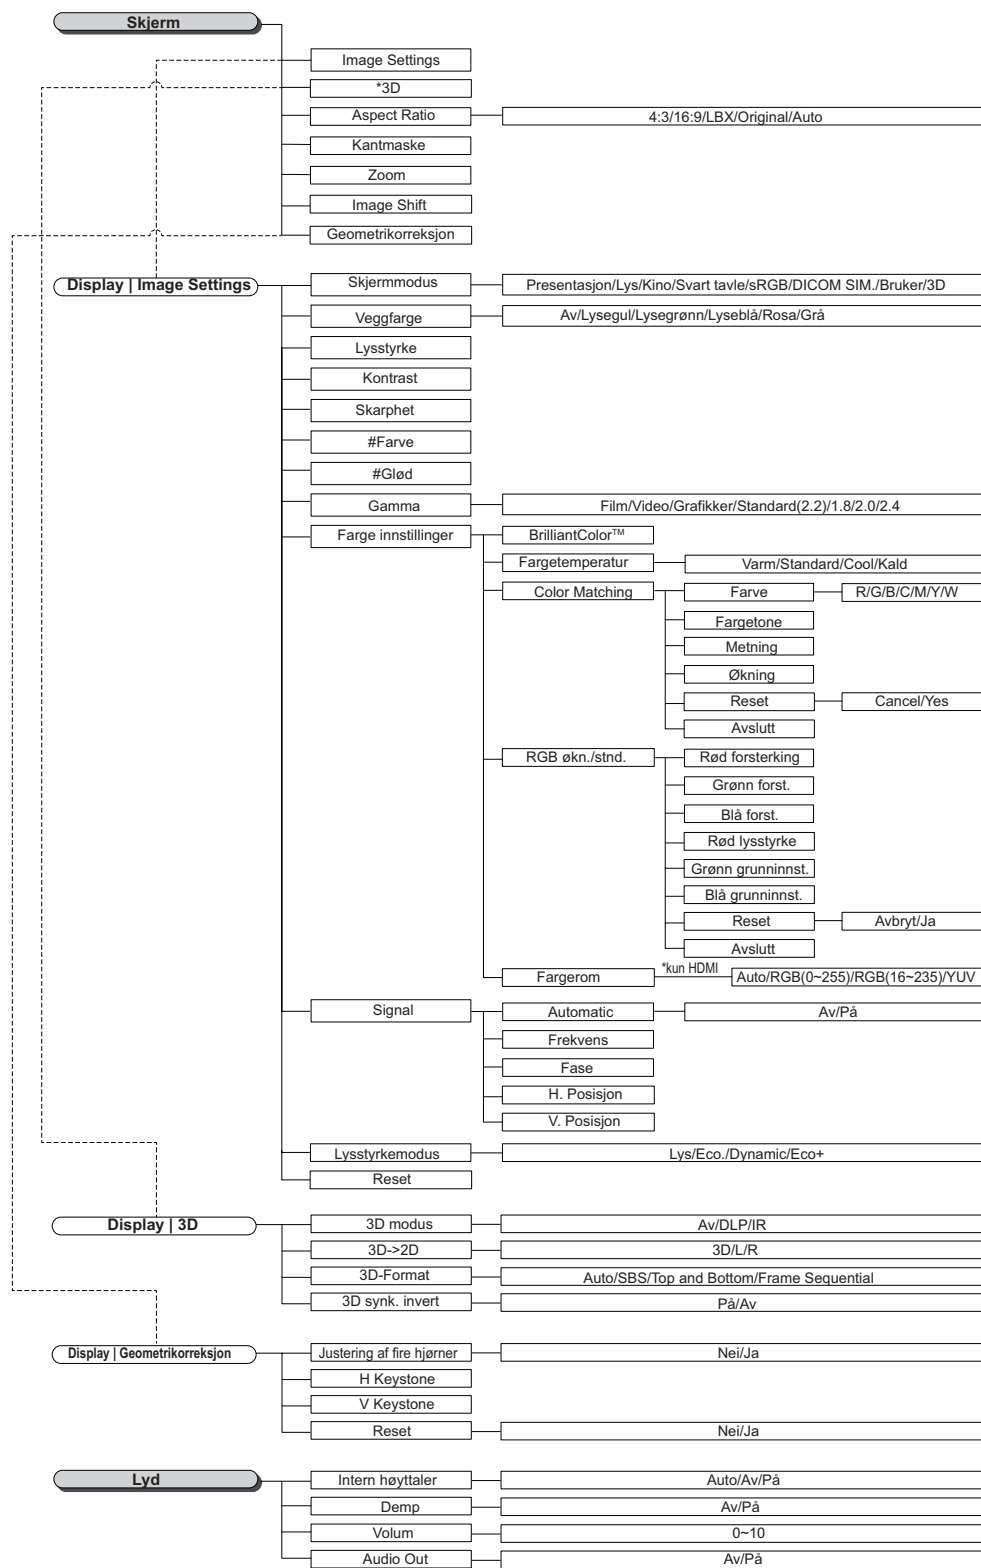 Skjerm
Image Settings
*3D
Aspect Ratio 4:3/16:9/LBX/Original/Auto
Kantmaske
Zoom
Image Shift
Geometrikorreksjon
Display | Image Settings Skjermmodus Presentasjon/Lys/Kino/Svart tavle/sRGB/DICOM SIM./Bruker/3D
Veggfarge Av/Lysegul/Lysegrønn/Lyseblå/Rosa/Grå
Lysstyrke
Kontrast
Skarphet
#Farve
#Glød
Gamma Film/Video/Grafikker/Standard(2.2)/1.8/2.0/2.4
Farge innstillinger BrilliantColor™
Fargetemperatur Varm/Standard/Cool/Kald
Color Matching Farve R/G/B/C/M/Y/W
Fargetone
Metning
Økning
Reset Cancel/Yes
Avslutt
RGB økn./stnd. Rød forsterking
Grønn forst.
Blå forst.
Rød lysstyrke
Grønn grunninnst.
Blå grunninnst.
Reset Avbryt/Ja
Avslutt
Fargerom *kun HDMI Auto/RGB(0~255)/RGB(16~235)/YUV
Signal Automatic Av/På
Frekvens
Fase
H. Posisjon
V. Posisjon
Lysstyrkemodus Lys/Eco./Dynamic/Eco+
Reset
Display | 3D 3D modus Av/DLP/IR
3D->2D 3D/L/R
3D-Format Auto/SBS/Top and Bottom/Frame Sequential
3D synk. invert På/Av
Display | Geometrikorreksjon Justering af fire hjørner Nei/Ja
H Keystone
V Keystone
Reset Nei/Ja
Lyd Intern høyttaler Auto/Av/På
Demp Av/På
Volum 0~10
Audio Out Av/På